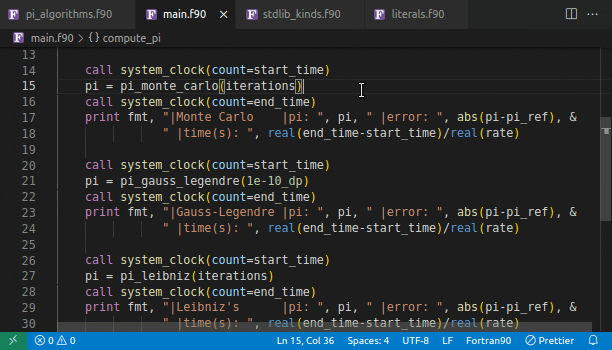 pi_algorithms.f90 main.f90 stdlib_kinds.f90 literals.f90
main.f90 > compute_pi
13
14 call system_clock(count=start_time)
15 pi = pi_monte_carlo(iterations)
16 call system_clock(count=end_time)
17 print fmt, "|Monte Carlo    |pi: ", pi, " |error: ", abs(pi-pi_ref), &
18 " |time(s): ", real(end_time-start_time)/real(rate)
19
20 call system_clock(count=start_time)
21 pi = pi_gauss_legendre(1e-10_dp)
22 call system_clock(count=end_time)
23 print fmt, "|Gauss-Legendre |pi: ", pi, " |error: ", abs(pi-pi_ref), &
24 " |time(s): ", real(end_time-start_time)/real(rate)
25
26 call system_clock(count=start_time)
27 pi = pi_leibniz(iterations)
28 call system_clock(count=end_time)
29 print fmt, "|Leibniz's      |pi: ", pi, " |error: ", abs(pi-pi_ref), &
30 " |time(s): ", real(end_time-start_time)/real(rate)
0 0 Ln 15, Col 36 Spaces: 4 UTF-8 LF Fortran90 Prettier